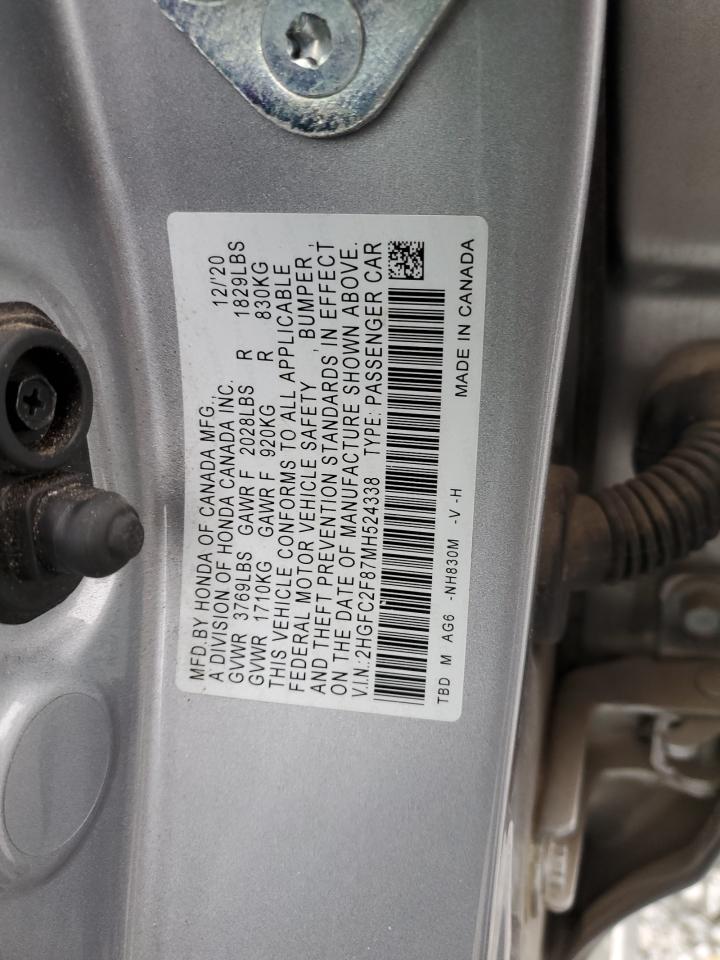 MFD.BY HONDA OF CANADA MFG., 12/'20
A DIVISION OF HONDA CANADA INC.
GVWR 3769LBS GAWR F 2028LBS R 1829LBS
GVWR 1710KG GAWR F 920KG R 830KG
THIS VEHICLE CONFORMS TO ALL APPLICABLE
FEDERAL MOTOR VEHICLE SAFETY, BUMPER,
AND THEFT PREVENTION STANDARDS, IN EFFECT
ON THE DATE OF MANUFACTURE SHOWN ABOVE.
V.I.N.:2HGFC2F87MH524338 TYPE: PASSENGER CAR
TBD M AG6 -NH830M -V -H MADE IN CANADA